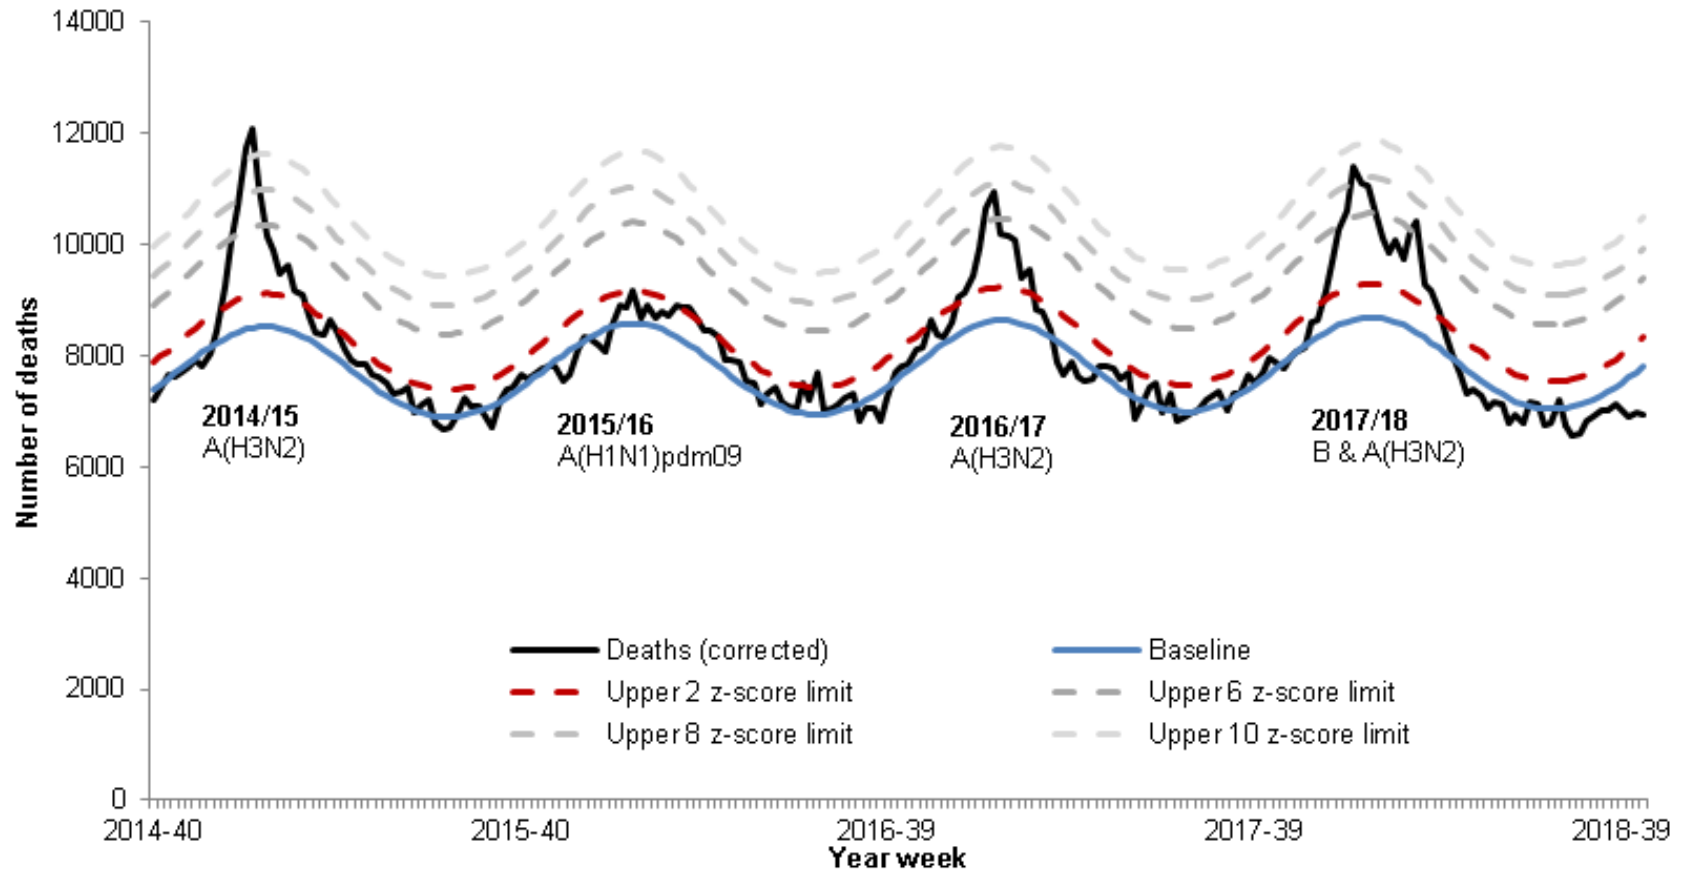 14000
12000
10000
8000
6000
4000
2000
0
Number of deaths
2014/15
A(H3N2)
2015/16
A(H1N1)pdm09
2016/17
A(H3N2)
2017/18
B & A(H3N2)
Deaths (corrected)
Baseline
Upper 2 z-score limit
Upper 6 z-score limit
Upper 8 z-score limit
Upper 10 z-score limit
2014-40
2015-40
2016-39
2017-39
2018-39
Year week